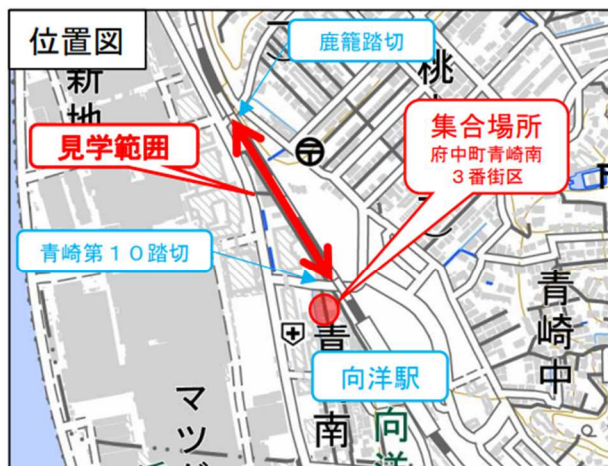 位置図
鹿籠踏切
新地
桃
見学範囲
集合場所
府中町青崎南
３番街区
青崎第１０踏切
青崎中
青
南
向洋駅
マツダ
向洋